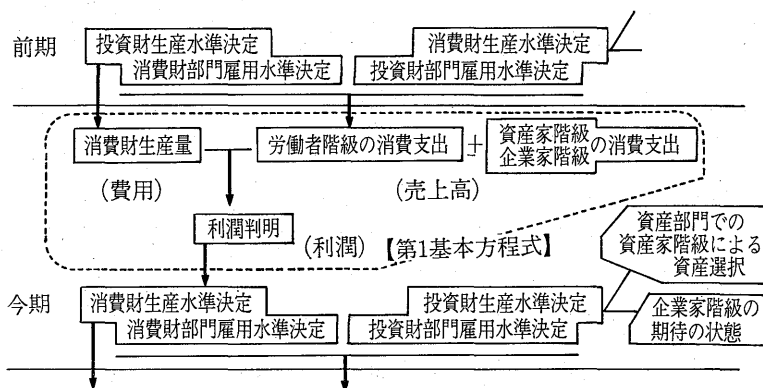 前期
投資財生産水準決定
消費財部門雇用水準決定
消費財生産水準決定
投資財部門雇用水準決定
消費財生産量
労働者階級の消費支出
+
資産家階級
企業家階級
の消費支出
(費用)
(売上高)
利潤判明
(利潤)
【第1基本方程式】
資産部門での
資産家階級による
資産選択
今期
消費財生産水準決定
消費財部門雇用水準決定
投資財生産水準決定
投資財部門雇用水準決定
企業家階級の
期待の状態